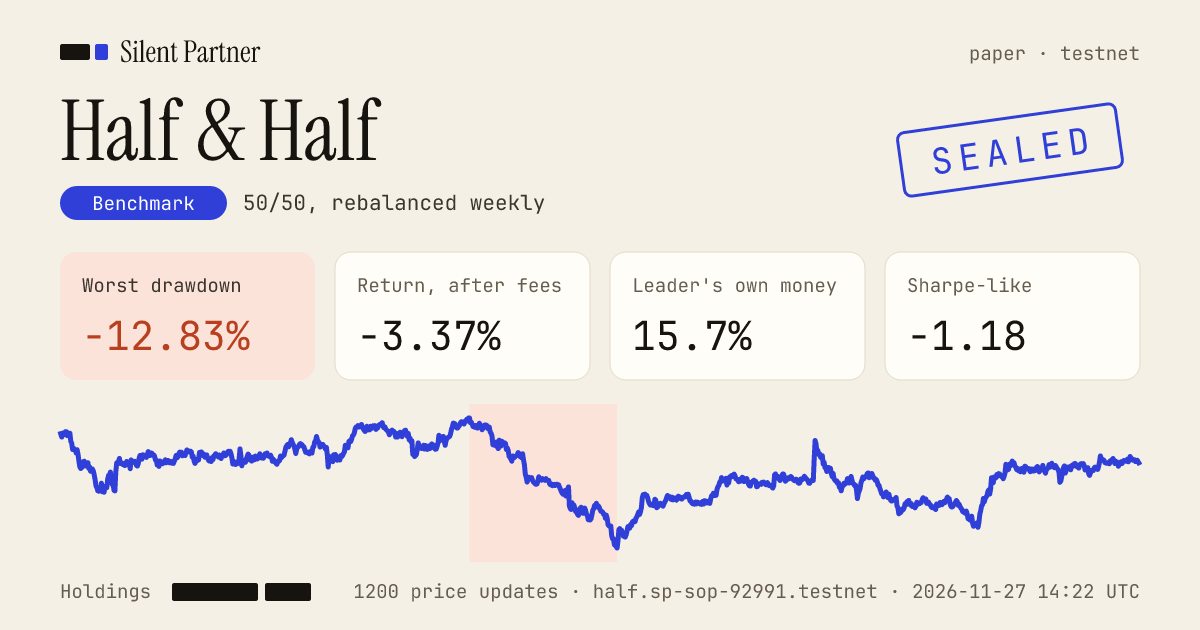 Silent Partner
paper · testnet
Half & Half
SEALED
Benchmark
50/50, rebalanced weekly
Worst drawdown
-12.83%
Return, after fees
-3.37%
Leader's own money
15.7%
Sharpe-like
-1.18
Holdings
1200 price updates · half.sp-sop-92991.testnet · 2026-11-27 14:22 UTC